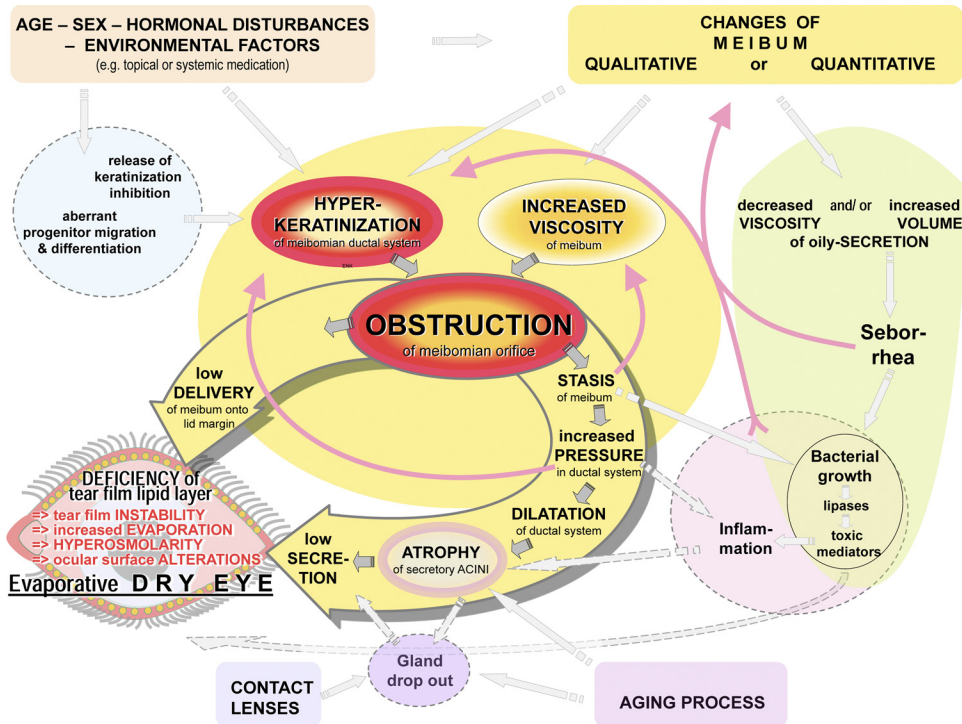 AGE – SEX – HORMONAL DISTURBANCES
– ENVIRONMENTAL FACTORS
(e.g. topical or systemic medication)
CHANGES OF
MEIBUM
QUALITATIVE or QUANTITATIVE
release of
keratinization
inhibition
aberrant
progenitor migration
& differentiation
HYPER-
KERATINIZATION
of meibomian ductal system
INCREASED
VISCOSITY
of meibum
decreased and/ or increased
VISCOSITY VOLUME
of oily-SECRETION
OBSTRUCTION
of meibomian orifice
Sebor-
rhea
low
DELIVERY
of meibum onto
lid margin
STASIS
of meibum
increased
PRESSURE
in ductal system
DILATATION
of ductal system
Bacterial
growth
lipases
toxic
mediators
Inflam-
mation
DEFICIENCY of
tear film lipid layer
=> tear film INSTABILITY
=> increased EVAPORATION
=> HYPEROSMOLARITY
=> ocular surface ALTERATIONS
Evaporative DRY EYE
low
SECRE-
TION
ATROPHY
of secretory ACINI
Gland
drop out
CONTACT
LENSES
AGING PROCESS